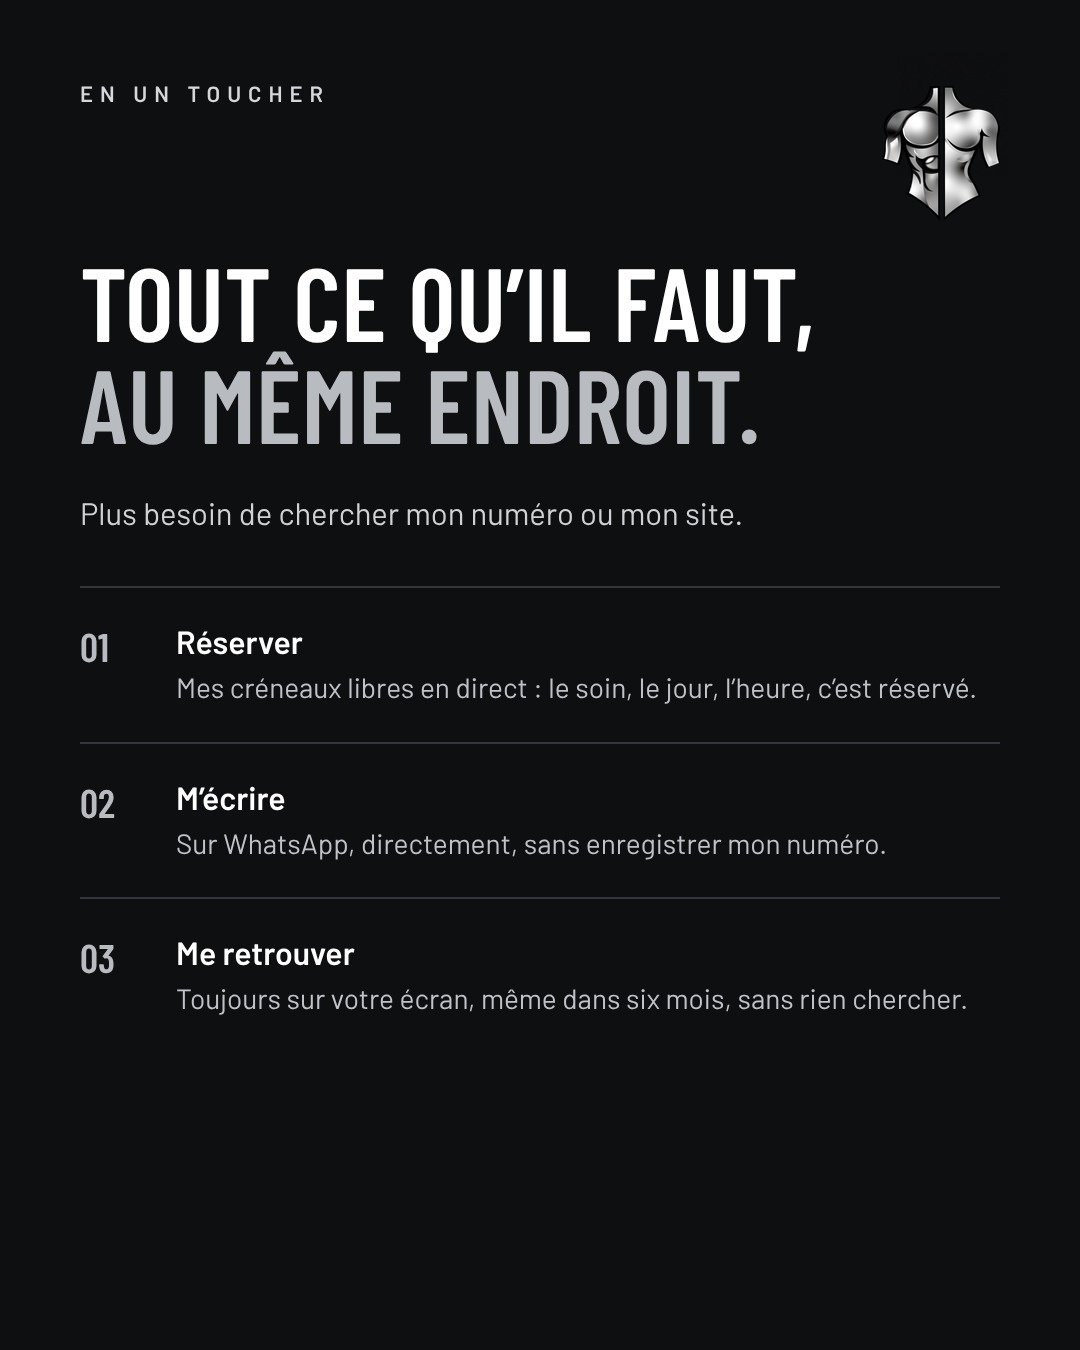 EN UN TOUCHER
TOUT CE QU’IL FAUT,
AU MÊME ENDROIT.
Plus besoin de chercher mon numéro ou mon site.
01
Réserver
Mes créneaux libres en direct : le soin, le jour, l’heure, c’est réservé.
02
M’écrire
Sur WhatsApp, directement, sans enregistrer mon numéro.
03
Me retrouver
Toujours sur votre écran, même dans six mois, sans rien chercher.